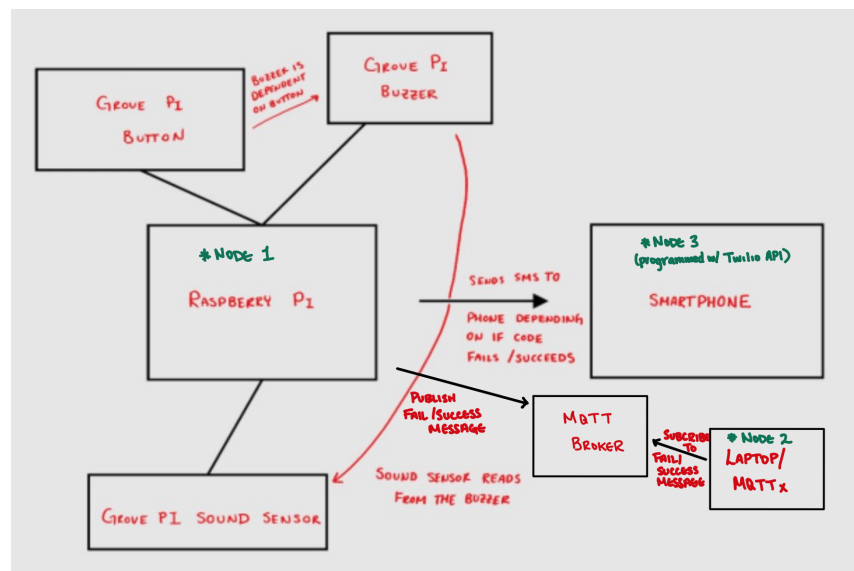 GROVE PI
BUTTON
BUZZER IS
DEPENDENT
ON BUTTON
GROVE PI
BUZZER
* NODE 1
RASPBERRY PI
SENDS SMS TO
PHONE DEPENDING
ON IF CODE
FAILS/SUCCEEDS
* NODE 3
(programmed w/ Twilio API)
SMARTPHONE
PUBLISH
FAIL/SUCCESS
MESSAGE
MQTT
BROKER
SUBCRIBE
TO
FAIL/
SUCCESS
MESSAGE
* NODE 2
LAPTOP/
MQTTx
SOUND SENSOR READS
FROM THE BUZZER
GROVE PI SOUND SENSOR